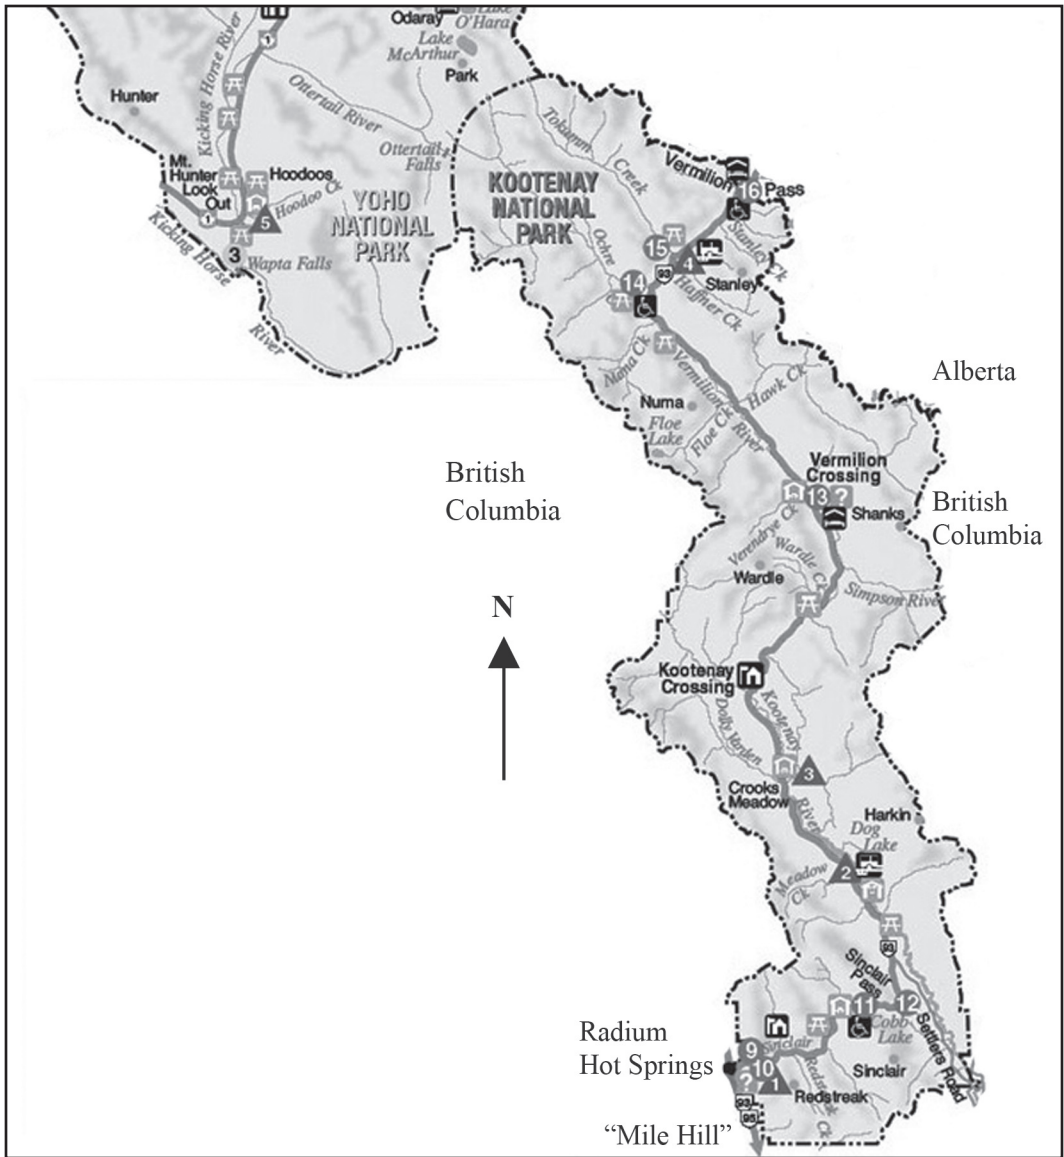 Odaray
Lake
O'Hara
Lake
McArthur
Park
1
Kicking Horse River
Hunter
Ottertail River
Ottertail
Falls
Mt.
Hunter
Look
Out
Hoodoos
Hoodoo Ck
5
1
3
Wapta Falls
Kicking Horse
River
YOHO
NATIONAL
PARK
KOOTENAY
NATIONAL
PARK
Tokumm
Creek
Vermilion
Pass
16
Ochre
15
4
93
14
Stanley Ck
Stanley
Haffner Ck
Numa Ck
Vermilion
River
Hawk Ck
Numa
Floe
Lake
Floe Ck
Alberta
British
Columbia
British
Columbia
Vermilion
Crossing
13
?
Shanks
Verendrye Ck
Wardle Ck
Wardle
Simpson River
N
Kootenay
Crossing
Kootenay
River
Dolly Varden
3
Crooks
Meadow
Harkin
Dog
Lake
2
Meadow
Ck
93
Sinclair
Pass
11
12
Cobb
Lake
Settlers Road
Radium
Hot Springs
9
Sinclair
10
?
1
Redstreak
Redstreak
Ck
Sinclair
93
95
“Mile Hill”